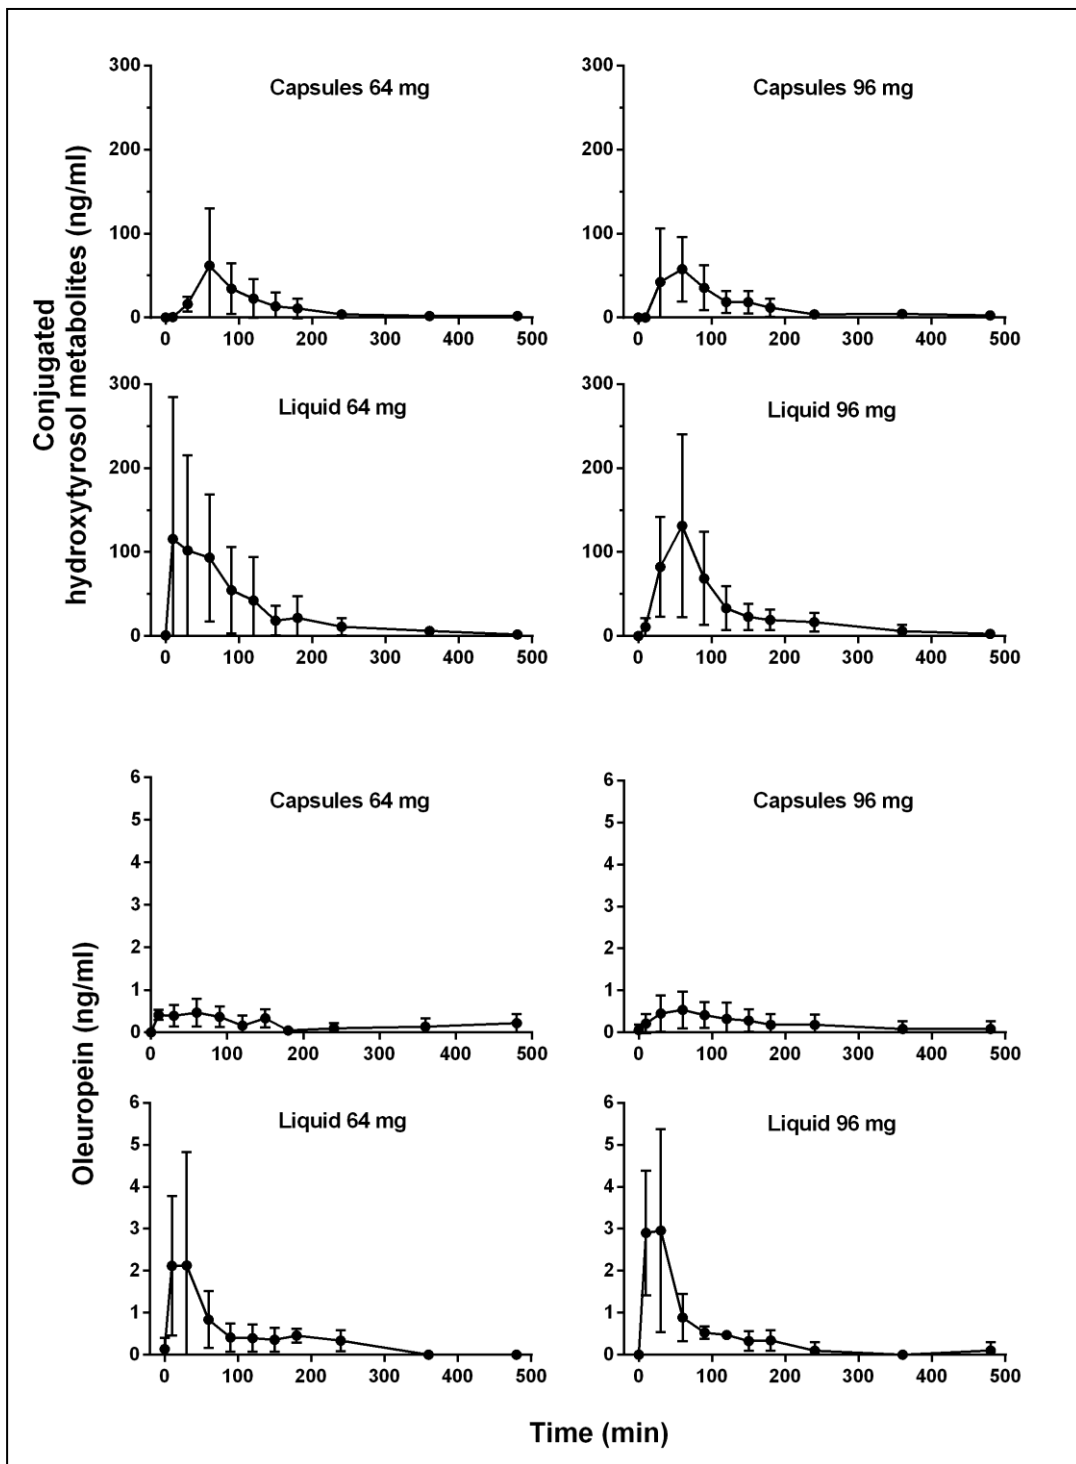 Conjugated
hydroxytyrosol metabolites (ng/ml)
Capsules 64 mg
300
200
100
0
0 100 200 300 400 500
Capsules 96 mg
300
200
100
0
0 100 200 300 400 500
Liquid 64 mg
300
200
100
0
0 100 200 300 400 500
Liquid 96 mg
300
200
100
0
0 100 200 300 400 500
Oleuropein (ng/ml)
Capsules 64 mg
6
5
4
3
2
1
0
0 100 200 300 400 500
Capsules 96 mg
6
5
4
3
2
1
0
0 100 200 300 400 500
Liquid 64 mg
6
5
4
3
2
1
0
0 100 200 300 400 500
Liquid 96 mg
6
5
4
3
2
1
0
0 100 200 300 400 500
Time (min)